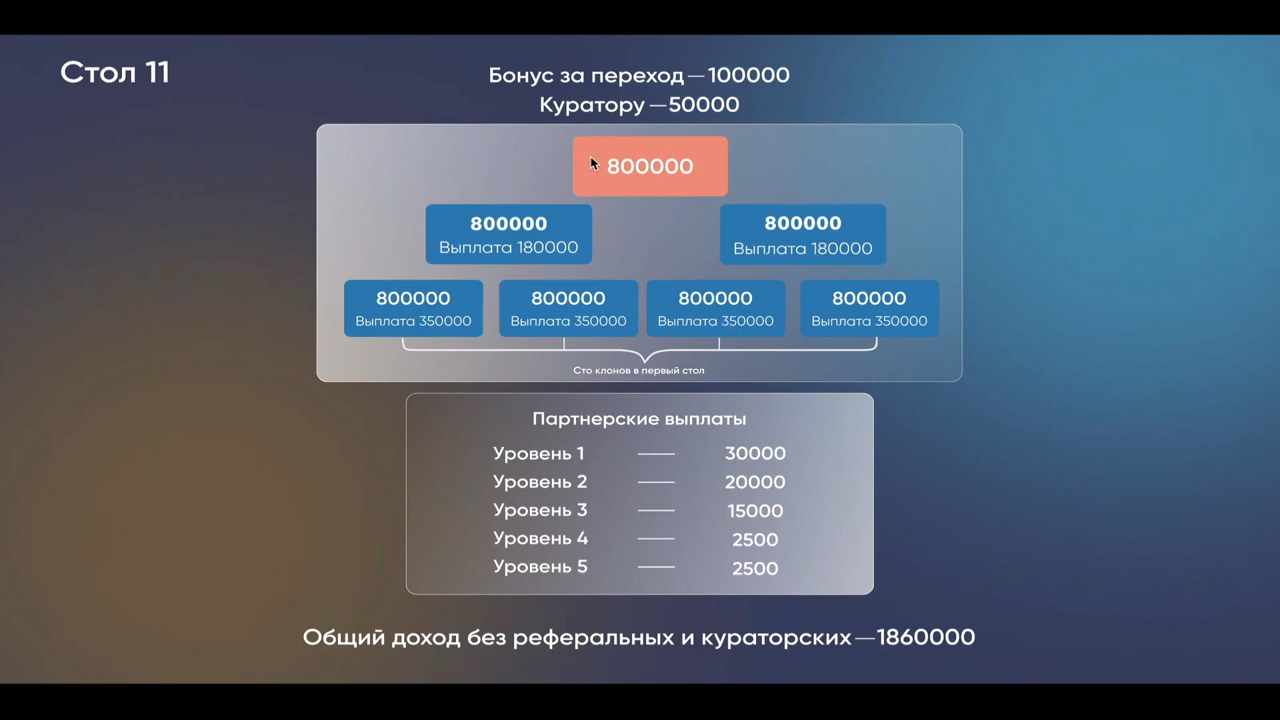 Стол 11
Бонус за переход — 100000
Куратору — 50000
800000
800000
Выплата 180000
800000
Выплата 180000
800000
Выплата 350000
800000
Выплата 350000
800000
Выплата 350000
800000
Выплата 350000
Сто клонов в первый стол
Партнерские выплаты
Уровень 1 — 30000
Уровень 2 — 20000
Уровень 3 — 15000
Уровень 4 — 2500
Уровень 5 — 2500
Общий доход без реферальных и кураторских — 1860000